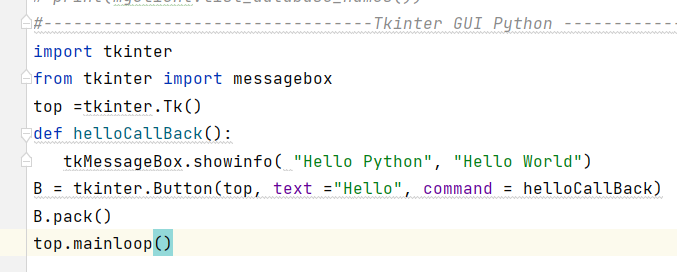 # print(myclient.list_database_names())
#---------------------------------Tkinter GUI Python ------------
import tkinter
from tkinter import messagebox
top =tkinter.Tk()
def helloCallBack():
   tkMessageBox.showinfo( "Hello Python", "Hello World")
B = tkinter.Button(top, text ="Hello", command = helloCallBack)
B.pack()
top.mainloop()